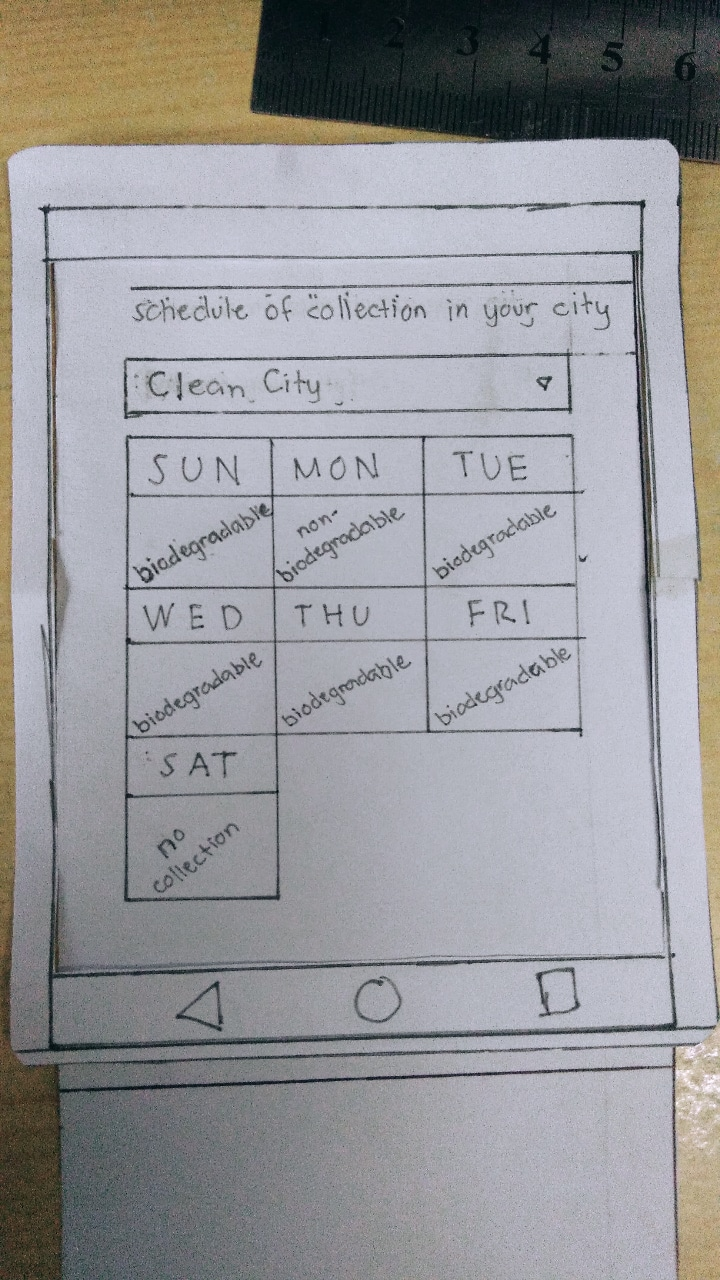 1 2 3 4 5 6
schedule of collection in your city
Clean City
SUN MON TUE
biodegradable non-biodegradable biodegradable
WED THU FRI
biodegradable biodegradable biodegradable
SAT
no
collection